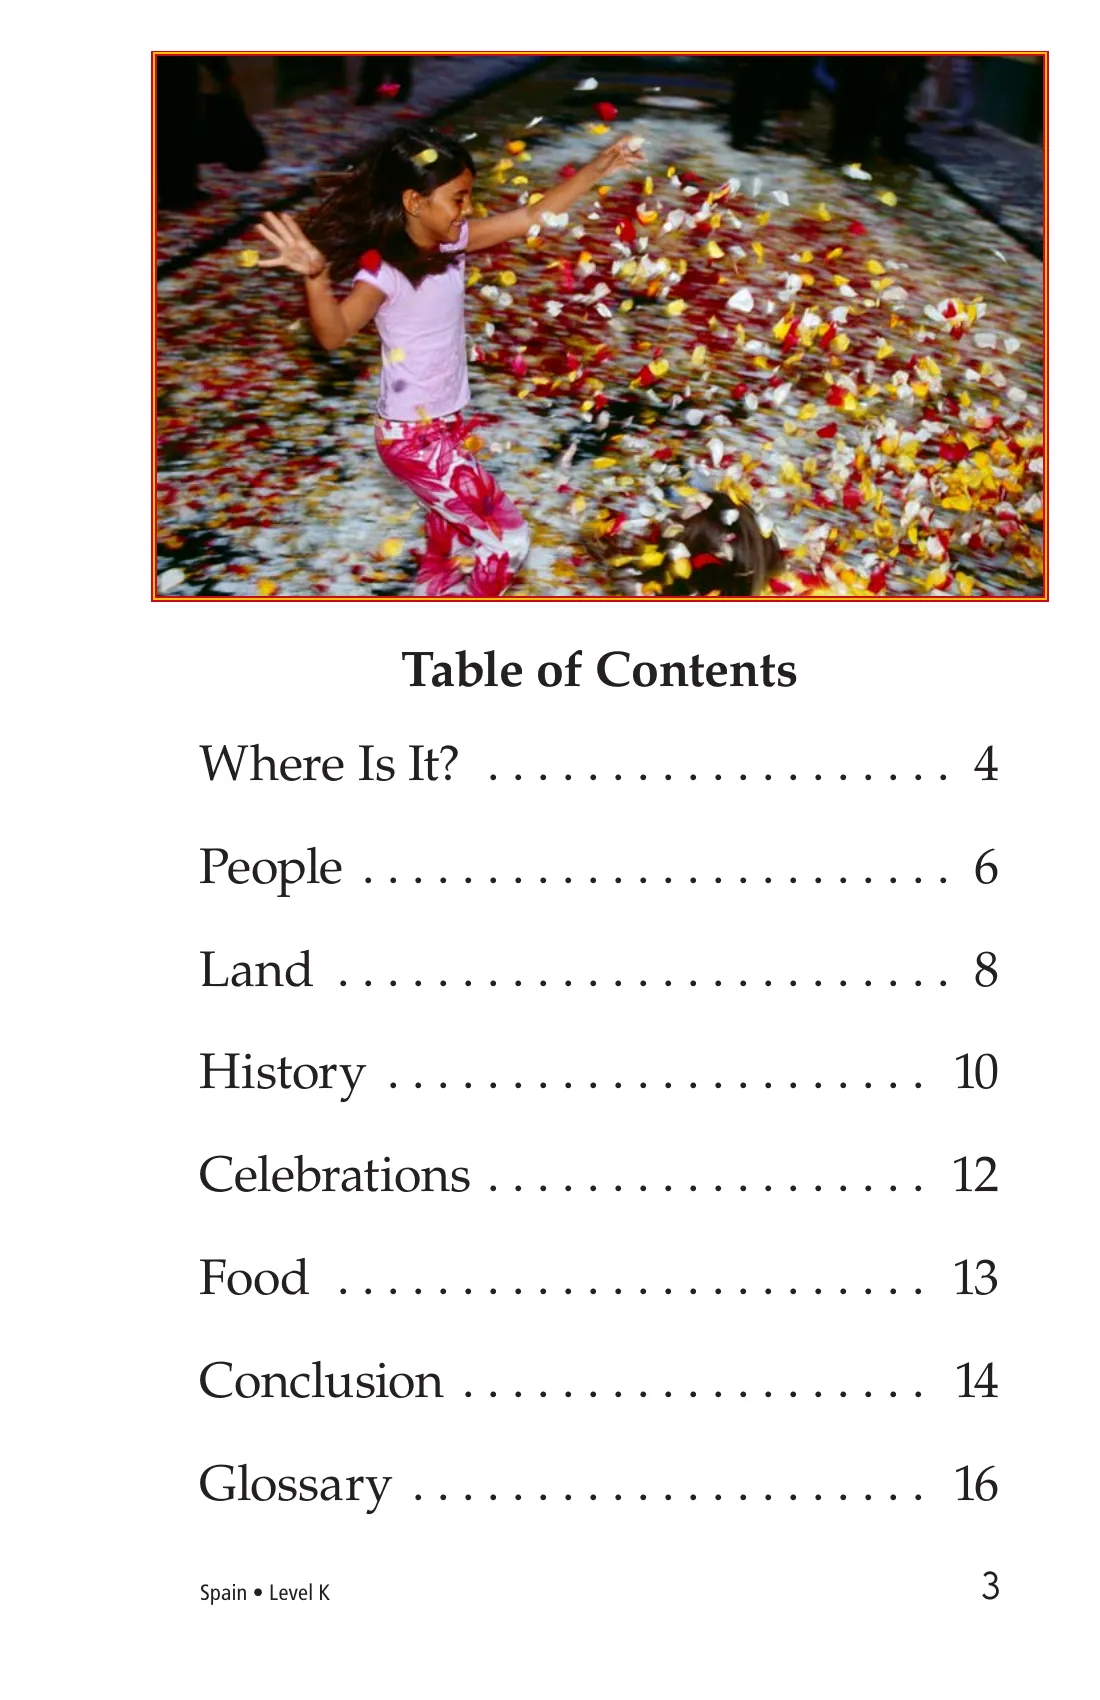 Table of Contents
Where Is It? . . . . . . . . . . . . . . . . . . . 4
People . . . . . . . . . . . . . . . . . . . . . . . . 6
Land . . . . . . . . . . . . . . . . . . . . . . . . . 8
History . . . . . . . . . . . . . . . . . . . . . . 10
Celebrations . . . . . . . . . . . . . . . . . . 12
Food . . . . . . . . . . . . . . . . . . . . . . . . 13
Conclusion . . . . . . . . . . . . . . . . . . . 14
Glossary . . . . . . . . . . . . . . . . . . . . . 16
Spain • Level K 3